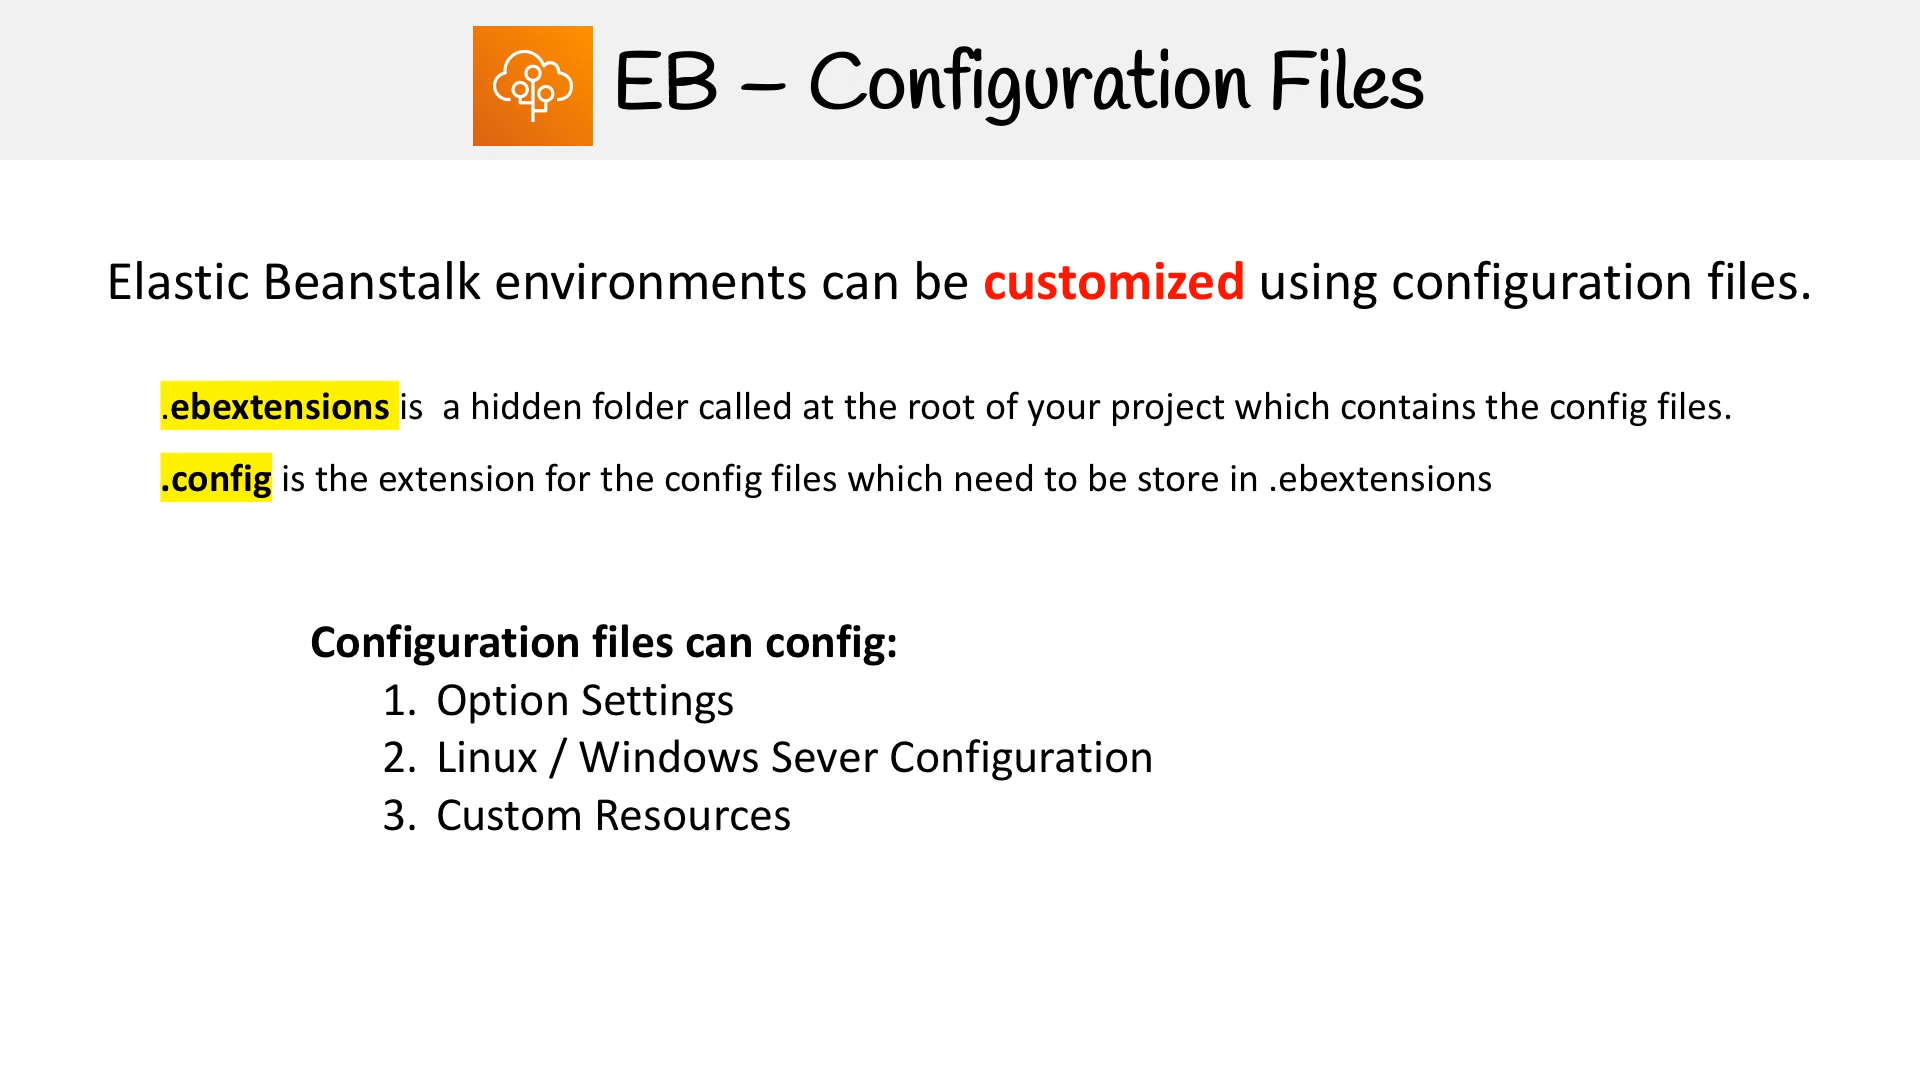 EB – Configuration Files
Elastic Beanstalk environments can be customized using configuration files.
.ebextensions is  a hidden folder called at the root of your project which contains the config files.
.config is the extension for the config files which need to be store in .ebextensions
Configuration files can config:
1. Option Settings
2. Linux / Windows Sever Configuration
3. Custom Resources